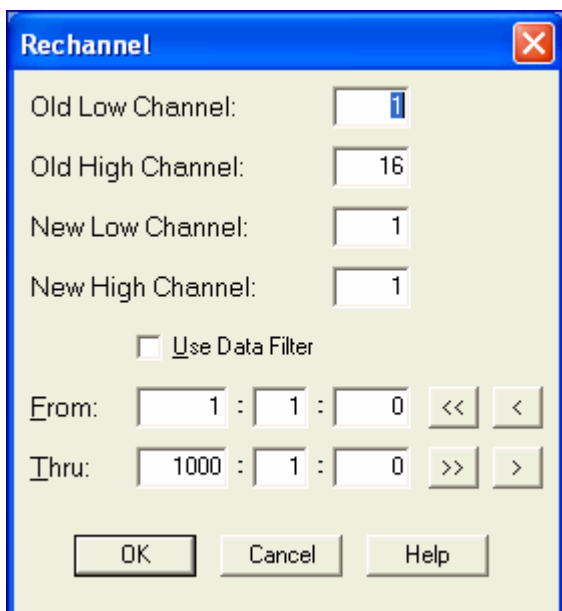 Rechannel
Old Low Channel: 1
Old High Channel: 16
New Low Channel: 1
New High Channel: 1
Use Data Filter
From: 1 : 1 : 0 << <
Thru: 1000 : 1 : 0 >> >
OK Cancel Help